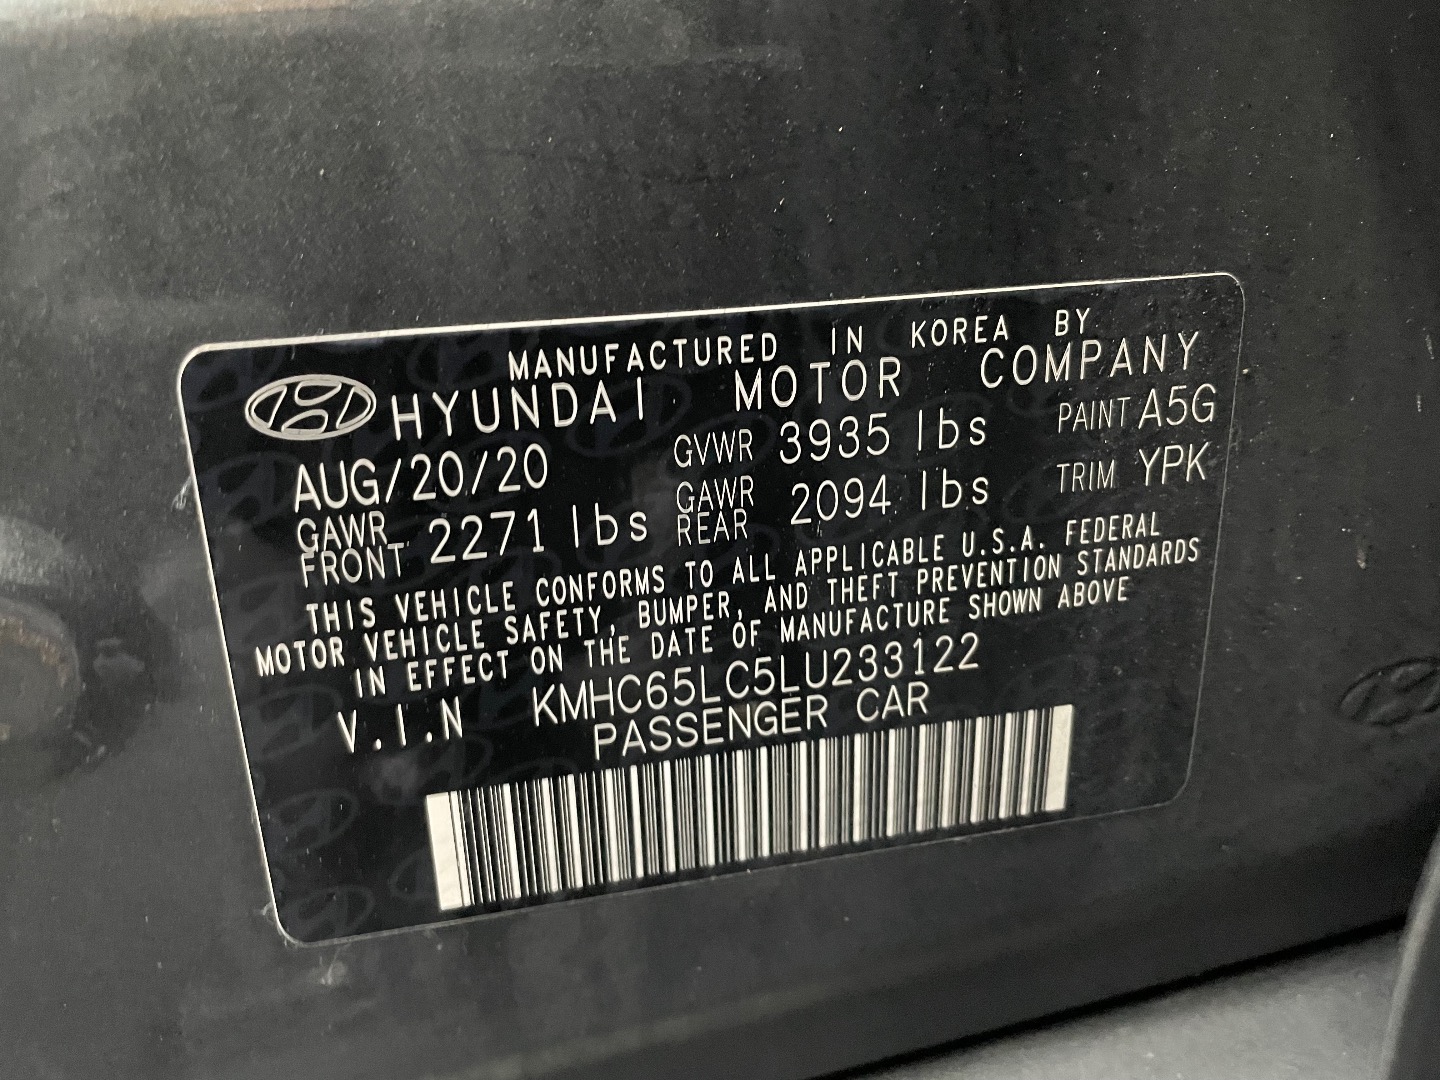 MANUFACTURED IN KOREA BY
HYUNDAI MOTOR COMPANY
AUG/20/20 GVWR 3935 lbs PAINT A5G
GAWR FRONT 2271 lbs GAWR REAR 2094 lbs TRIM YPK
THIS VEHICLE CONFORMS TO ALL APPLICABLE U.S.A. FEDERAL
MOTOR VEHICLE SAFETY, BUMPER, AND THEFT PREVENTION STANDARDS
IN EFFECT ON THE DATE OF MANUFACTURE SHOWN ABOVE
V.I.N KMHC65LC5LU233122
PASSENGER CAR